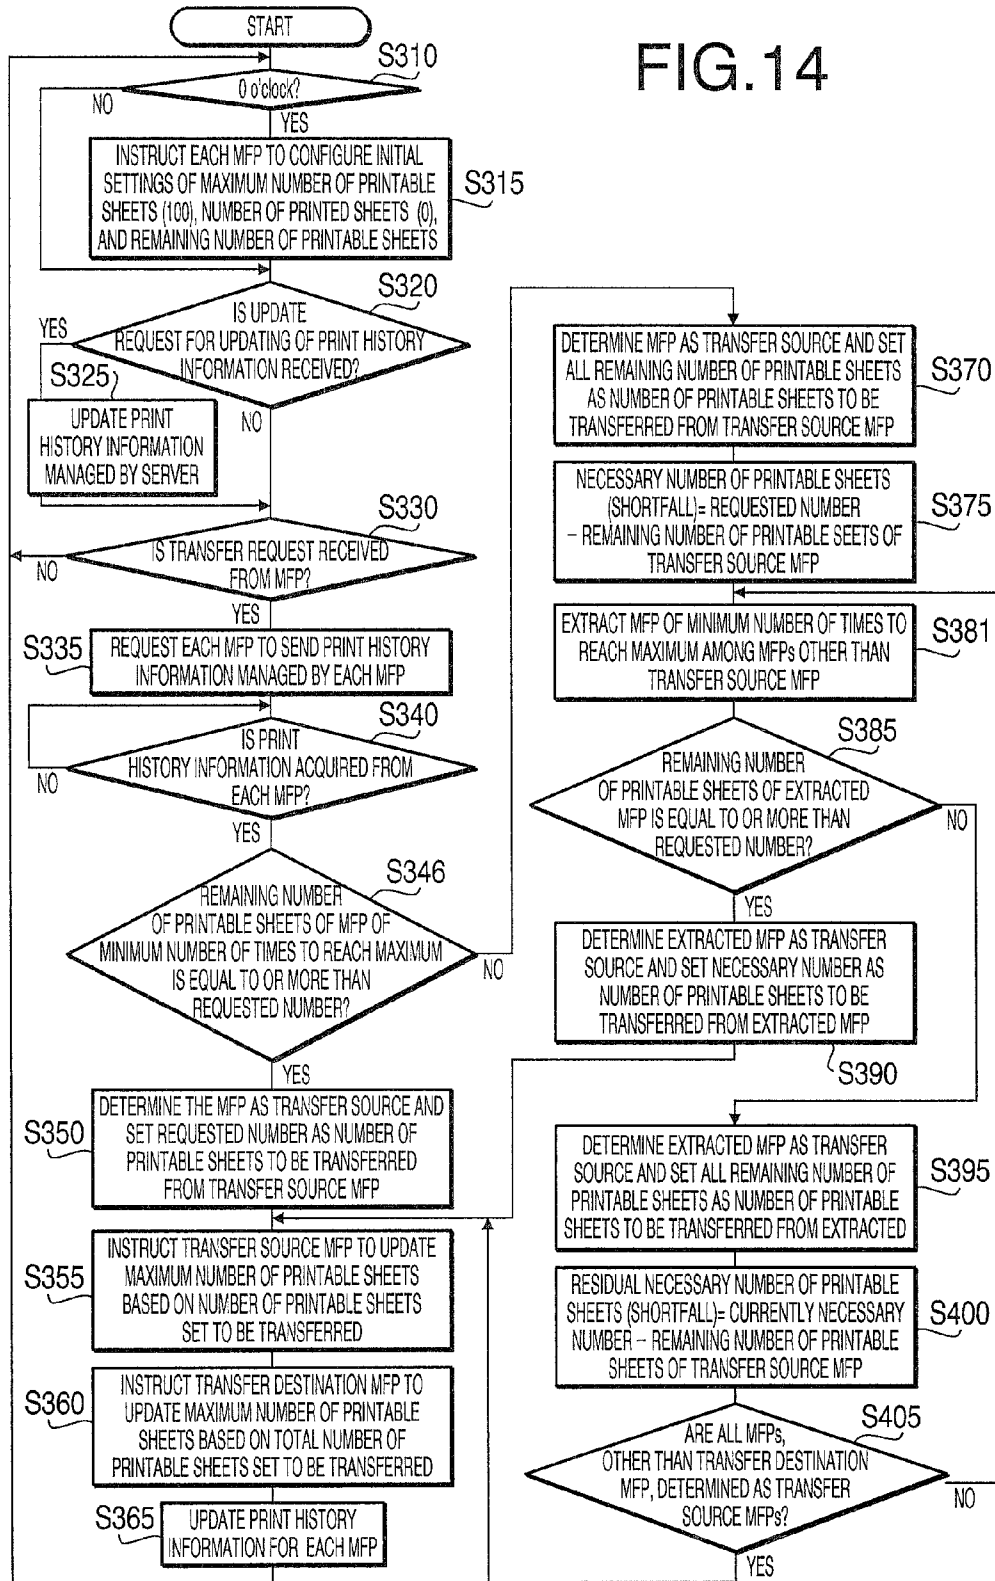 FIG.14
START
S310
0 o'clock?
NO
YES
INSTRUCT EACH MFP TO CONFIGURE INITIAL
SETTINGS OF MAXIMUM NUMBER OF PRINTABLE
SHEETS (100), NUMBER OF PRINTED SHEETS (0),
AND REMAINING NUMBER OF PRINTABLE SHEETS
S315
S320
IS UPDATE
REQUEST FOR UPDATING OF PRINT HISTORY
INFORMATION RECEIVED?
YES
NO
S325
UPDATE PRINT
HISTORY INFORMATION
MANAGED BY SERVER
S330
IS TRANSFER REQUEST RECEIVED
FROM MFP?
NO
YES
S335
REQUEST EACH MFP TO SEND PRINT HISTORY
INFORMATION MANAGED BY EACH MFP
S340
IS PRINT
HISTORY INFORMATION ACQUIRED FROM
EACH MFP?
NO
YES
S346
REMAINING NUMBER
OF PRINTABLE SHEETS OF MFP OF
MINIMUM NUMBER OF TIMES TO REACH MAXIMUM
IS EQUAL TO OR MORE THAN
REQUESTED NUMBER?
NO
YES
S350
DETERMINE THE MFP AS TRANSFER SOURCE AND
SET REQUESTED NUMBER AS NUMBER OF
PRINTABLE SHEETS TO BE TRANSFERRED
FROM TRANSFER SOURCE MFP
S355
INSTRUCT TRANSFER SOURCE MFP TO UPDATE
MAXIMUM NUMBER OF PRINTABLE SHEETS
BASED ON NUMBER OF PRINTABLE SHEETS
SET TO BE TRANSFERRED
S360
INSTRUCT TRANSFER DESTINATION MFP TO
UPDATE MAXIMUM NUMBER OF PRINTABLE
SHEETS BASED ON TOTAL NUMBER OF
PRINTABLE SHEETS SET TO BE TRANSFERRED
S365
UPDATE PRINT HISTORY
INFORMATION FOR EACH MFP
DETERMINE MFP AS TRANSFER SOURCE AND SET
ALL REMAINING NUMBER OF PRINTABLE SHEETS
AS NUMBER OF PRINTABLE SHEETS TO BE
TRANSFERRED FROM TRANSFER SOURCE MFP
S370
NECESSARY NUMBER OF PRINTABLE SHEETS
(SHORTFALL)= REQUESTED NUMBER
– REMAINING NUMBER OF PRINTABLE SEETS OF
TRANSFER SOURCE MFP
S375
EXTRACT MFP OF MINIMUM NUMBER OF TIMES TO
REACH MAXIMUM AMONG MFPs OTHER THAN
TRANSFER SOURCE MFP
S381
S385
REMAINING NUMBER
OF PRINTABLE SHEETS OF EXTRACTED
MFP IS EQUAL TO OR MORE THAN
REQUESTED NUMBER?
NO
YES
DETERMINE EXTRACTED MFP AS TRANSFER
SOURCE AND SET NECESSARY NUMBER AS
NUMBER OF PRINTABLE SHEETS TO BE
TRANSFERRED FROM EXTRACTED MFP
S390
DETERMINE EXTRACTED MFP AS TRANSFER
SOURCE AND SET ALL REMAINING NUMBER OF
PRINTABLE SHEETS AS NUMBER OF PRINTABLE
SHEETS TO BE TRANSFERRED FROM EXTRACTED
S395
RESIDUAL NECESSARY NUMBER OF PRINTABLE
SHEETS (SHORTFALL)= CURRENTLY NECESSARY
NUMBER – REMAINING NUMBER OF PRINTABLE
SHEETS OF TRANSFER SOURCE MFP
S400
S405
ARE ALL MFPs,
OTHER THAN TRANSFER DESTINATION
MFP, DETERMINED AS TRANSFER
SOURCE MFPs?
NO
YES